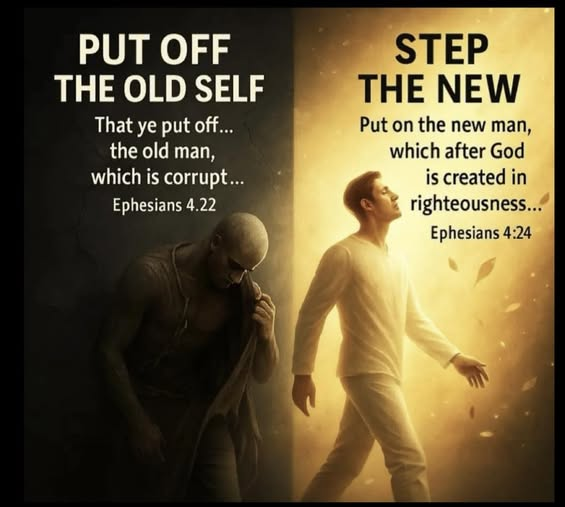 PUT OFF
THE OLD SELF
That ye put off...
the old man,
which is corrupt...
Ephesians 4.22
STEP
THE NEW
Put on the new man,
which after God
is created in
righteousness...
Ephesians 4:24